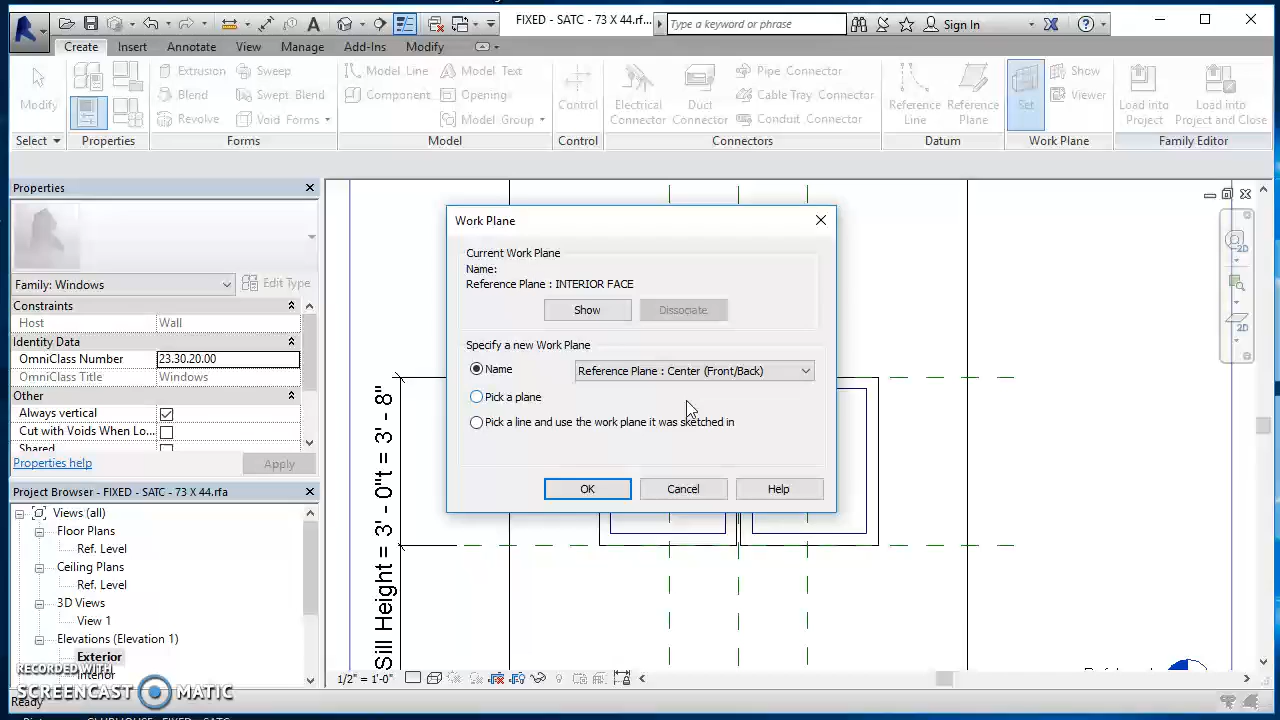 FIXED - SATC - 73 X 44.rf...
Type a keyword or phrase
Sign In
Create
Insert
Annotate
View
Manage
Add-Ins
Modify
Modify
Select
Properties
Extrusion
Blend
Revolve
Sweep
Swept Blend
Void Forms
Forms
Model Line
Component
Model Text
Opening
Model Group
Model
Control
Control
Electrical
Connector
Duct
Connector
Pipe Connector
Cable Tray Connector
Conduit Connector
Connectors
Reference
Line
Reference
Plane
Datum
Set
Show
Viewer
Work Plane
Load into
Project
Load into
Project and Close
Family Editor
Properties
Family: Windows
Edit Type
Constraints
Host
Wall
Identity Data
OmniClass Number
23.30.20.00
OmniClass Title
Windows
Other
Always vertical
Cut with Voids When Lo...
Shared
Properties help
Apply
Project Browser - FIXED - SATC - 73 X 44.rfa
Views (all)
Floor Plans
Ref. Level
Ceiling Plans
Ref. Level
3D Views
View 1
Elevations (Elevation 1)
Exterior
Interior
Work Plane
Current Work Plane
Name:
Reference Plane : INTERIOR FACE
Show
Dissociate
Specify a new Work Plane
Name
Reference Plane : Center (Front/Back)
Pick a plane
Pick a line and use the work plane it was sketched in
OK
Cancel
Help
Sill Height = 3' - 0"t = 3' - 8"
2D
2D
1/2" = 1'-0"
Ready
RECORDED WITH
SCREENCAST MATIC